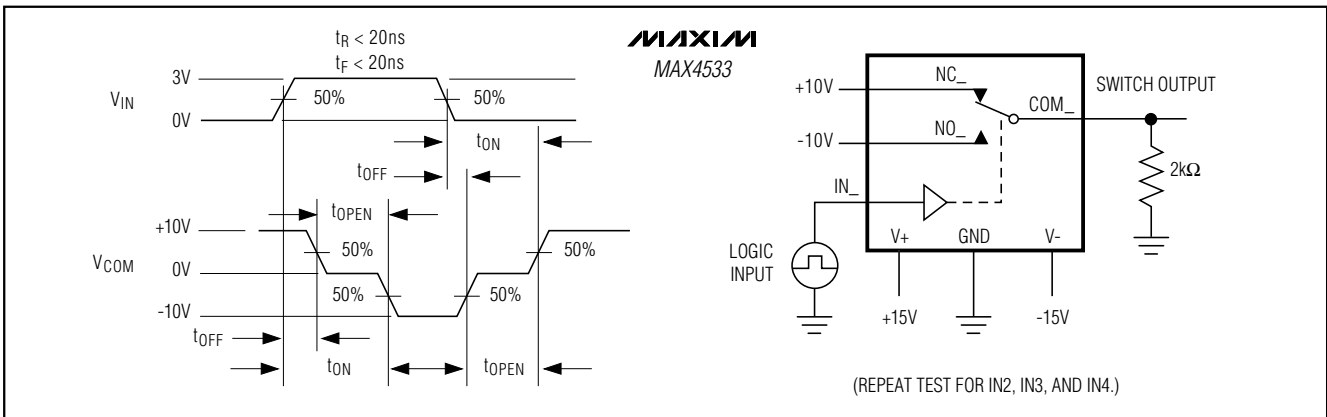 tR < 20ns
tF < 20ns
3V
VIN
50%
50%
0V
tON
tOFF
tOPEN
+10V
50%
50%
VCOM
0V
50%
50%
-10V
tOFF
tON
tOPEN
MAXIM
MAX4533
NC_
+10V
COM_
SWITCH OUTPUT
NO_
-10V
2kΩ
IN_
V+
GND
V-
LOGIC
INPUT
+15V
-15V
(REPEAT TEST FOR IN2, IN3, AND IN4.)